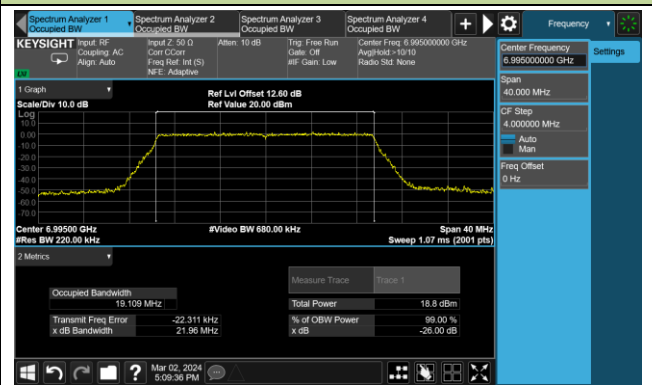 Spectrum Analyzer 1
Occupied BW
Spectrum Analyzer 2
Occupied BW
Spectrum Analyzer 3
Occupied BW
Spectrum Analyzer 4
Occupied BW
Frequency
KEYSIGHT
Input: RF
Coupling: AC
Align: Auto
Input Z: 50 Ω
Corr CCorr
Freq Ref: Int (S)
NFE: Adaptive
Atten: 10 dB
Trig: Free Run
Gate: Off
#IF Gain: Low
Center Freq: 6.995000000 GHz
Avg|Hold:>10/10
Radio Std: None
Center Frequency
6.995000000 GHz
Settings
Span
40.000 MHz
CF Step
4.000000 MHz
Auto
Man
Freq Offset
0 Hz
1 Graph
Scale/Div 10.0 dB
Ref Lvl Offset 12.60 dB
Ref Value 20.00 dBm
Log
10.0
0.00
-10.0
-20.0
-30.0
-40.0
-50.0
-60.0
-70.0
Center 6.99500 GHz
#Res BW 220.00 kHz
#Video BW 680.00 kHz
Span 40 MHz
Sweep 1.07 ms (2001 pts)
2 Metrics
Measure Trace
Trace 1
Occupied Bandwidth
19.109 MHz
Total Power
18.8 dBm
Transmit Freq Error
-22.311 kHz
% of OBW Power
99.00 %
x dB Bandwidth
21.96 MHz
x dB
-26.00 dB
Mar 02, 2024
5:09:36 PM